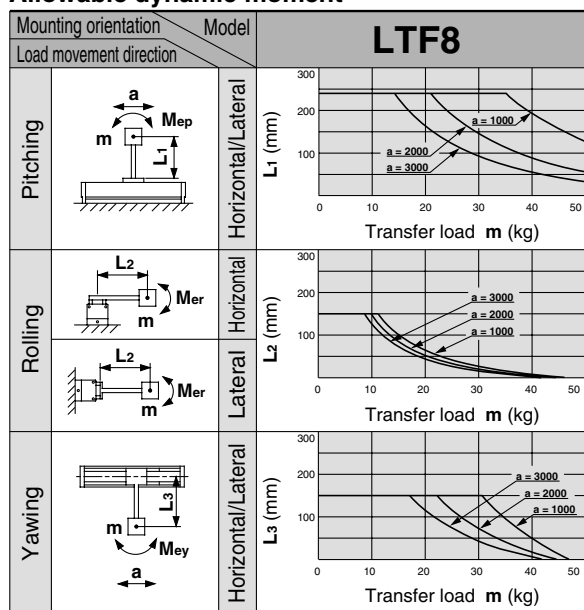 Allowable dynamic moment
Mounting orientation Model
Load movement direction
LTF8
Pitching
a
Mep
m
L1
Horizontal/Lateral
L1 (mm)
300
200
100
a = 1000
a = 2000
a = 3000
0 10 20 30 40 50
Transfer load m (kg)
Rolling
L2
Mer
m
Horizontal
L2
Mer
m
Lateral
L2 (mm)
300
200
100
a = 3000
a = 2000
a = 1000
0 10 20 30 40 50
Transfer load m (kg)
Yawing
L3
m
Mey
a
Horizontal/Lateral
L3 (mm)
300
200
100
a = 3000
a = 2000
a = 1000
0 10 20 30 40 50
Transfer load m (kg)